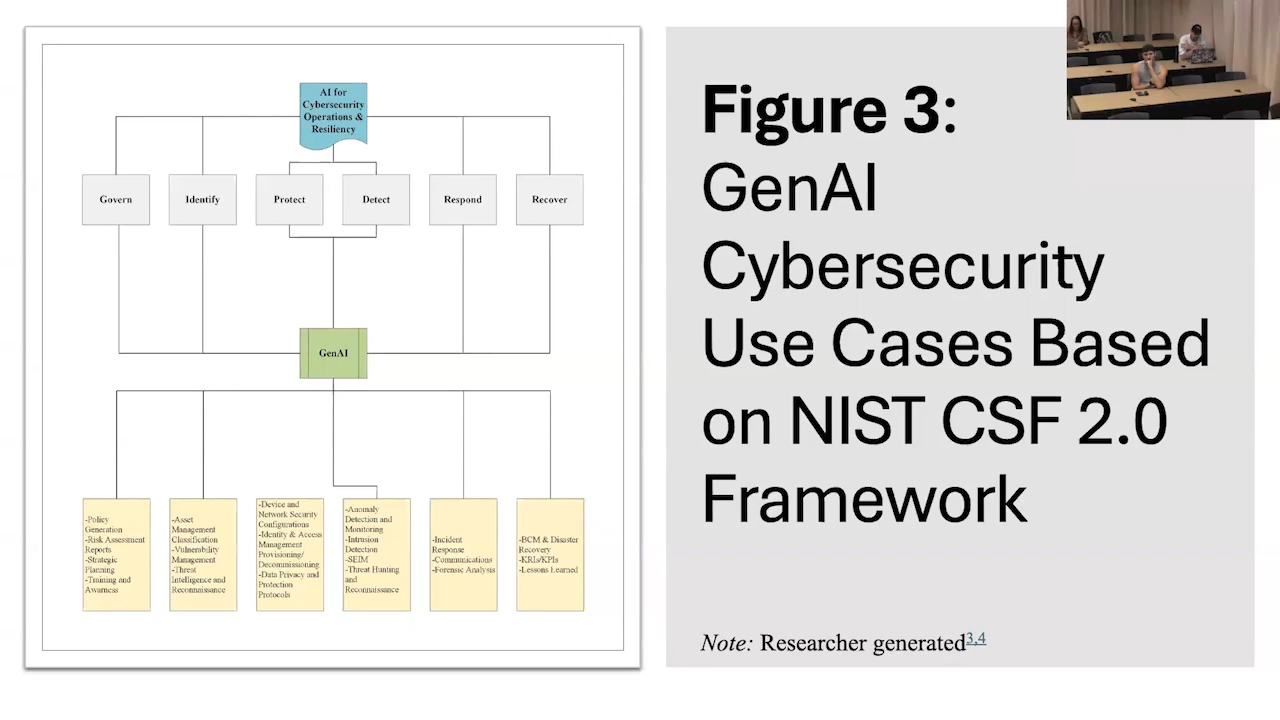 AI for
Cybersecurity
Operations &
Resiliency
Govern
Identify
Protect
Detect
Respond
Recover
GenAI
-Policy
Generation
-Risk Assessment
Reports
-Strategic
Planning
-Training and
Awarness
-Asset
Management
Classification
-Vulnerability
Management
-Threat
Intelligence and
Reconnaissance
-Device and
Network Security
Configurations
-Identity & Access
Management
Provisioning/
Decommissioning
-Data Privacy and
Protection
Protocols
-Anomaly
Detection and
Monitoring
-Intrusion
Detection
-SEIM
-Threat Hunting
and
Reconnaissance
-Incident
Response
-Communications
-Forensic Analysis
-BCM & Disaster
Recovery
-KRIs/KPIs
-Lessons Learned
Figure 3:
GenAI
Cybersecurity
Use Cases Based
on NIST CSF 2.0
Framework
Note: Researcher generated3,4